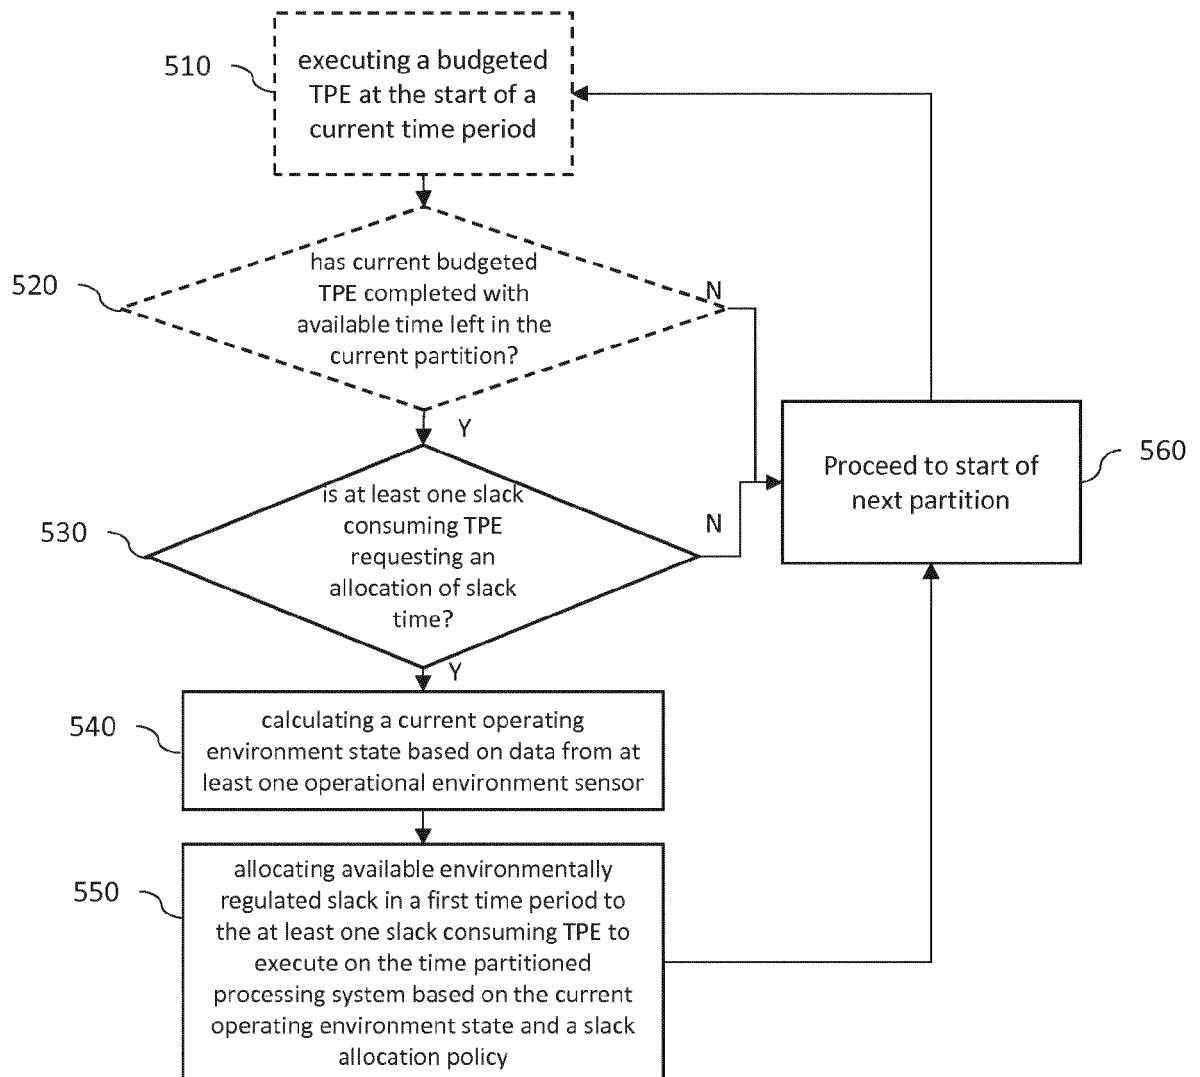 510
executing a budgeted
TPE at the start of a
current time period
520
has current budgeted
TPE completed with
available time left in the
current partition?
N
Y
530
is at least one slack
consuming TPE
requesting an
allocation of slack
time?
N
Y
Proceed to start of
next partition
560
540
calculating a current operating
environment state based on data from at
least one operational environment sensor
550
allocating available environmentally
regulated slack in a first time period to
the at least one slack consuming TPE to
execute on the time partitioned
processing system based on the current
operating environment state and a slack
allocation policy